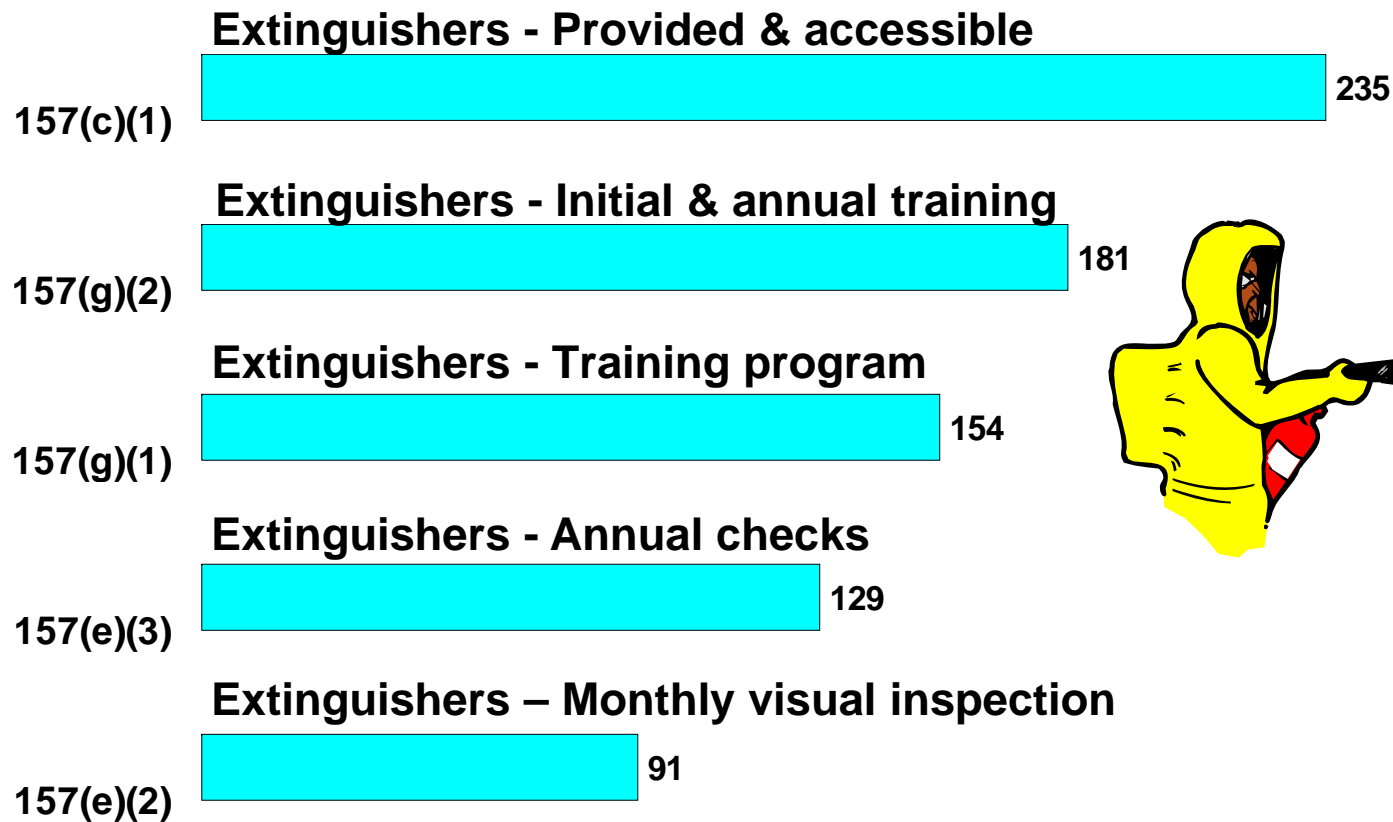 Extinguishers - Provided & accessible
157(c)(1) 235
Extinguishers - Initial & annual training
157(g)(2) 181
Extinguishers - Training program
157(g)(1) 154
Extinguishers - Annual checks
157(e)(3) 129
Extinguishers – Monthly visual inspection
157(e)(2) 91